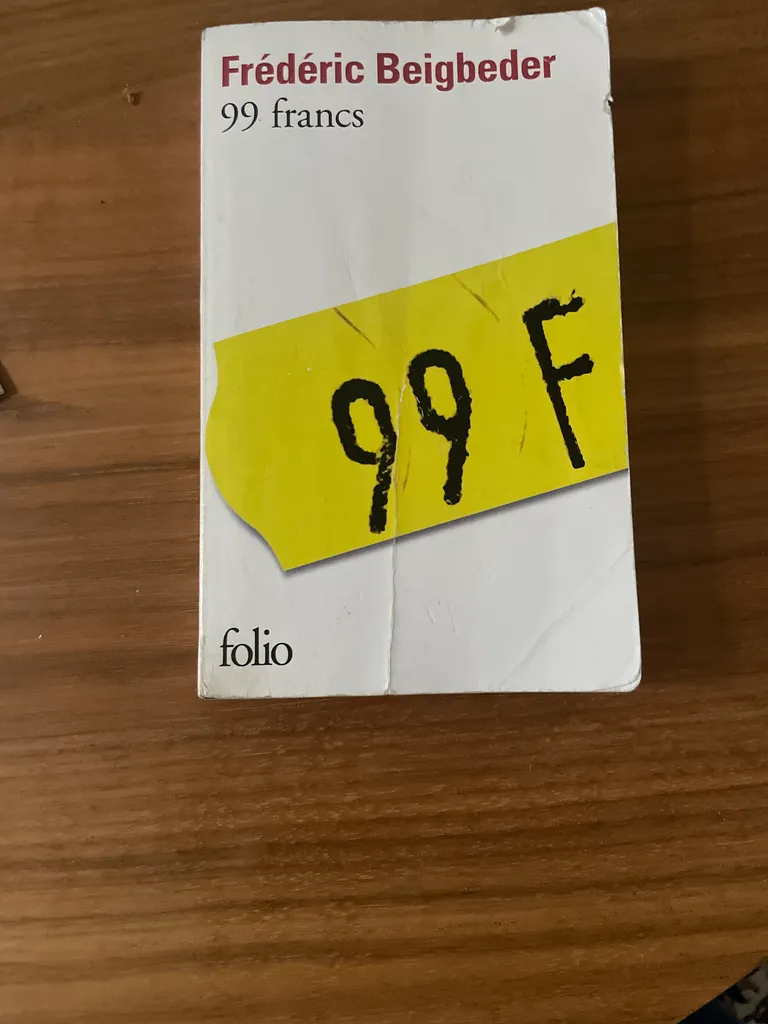 Frédéric Beigbeder
99 francs
99 F
folio